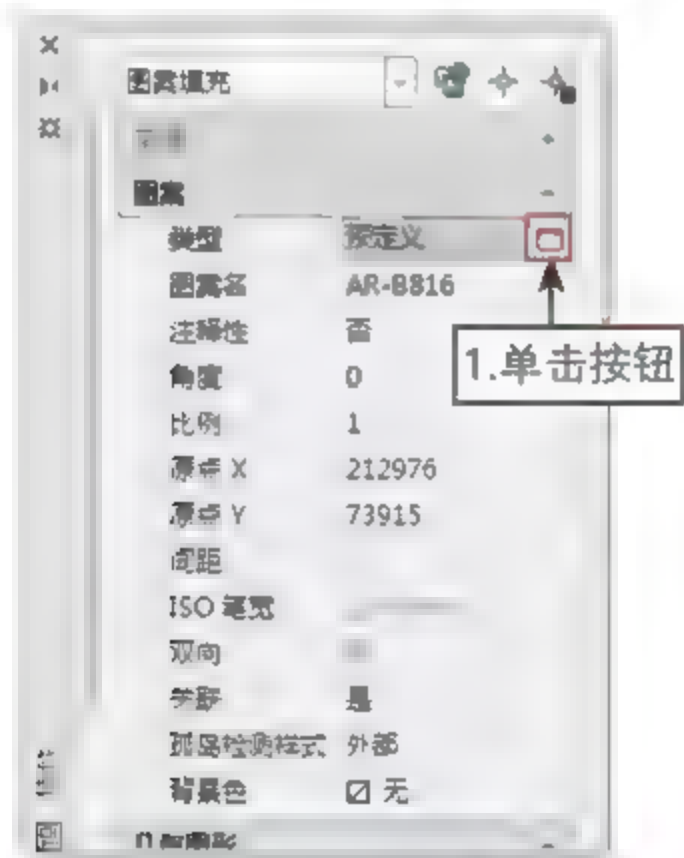 图案填充
图案
类型 预定义
图案名 AR-B816
注释性 否
角度 0
比例 1
原点 X 212976
原点 Y 73915
间距
ISO 笔宽
双向
关联 是
孤岛检测样式 外部
背景色 无
1.单击按钮